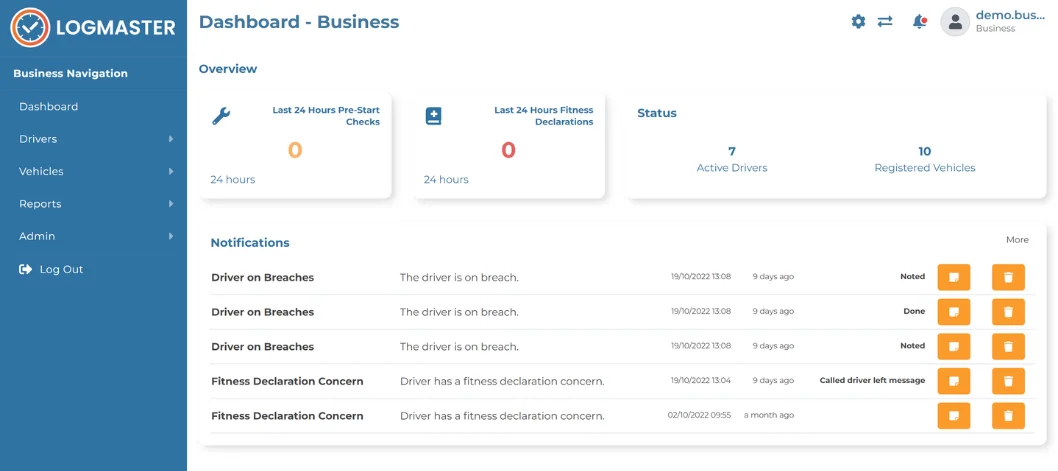 LOGMASTER
Dashboard - Business
demo.bus...
Business
Business Navigation
Dashboard
Drivers
Vehicles
Reports
Admin
Log Out
Overview
Last 24 Hours Pre-Start
Checks
0
24 hours
Last 24 Hours Fitness
Declarations
0
24 hours
Status
7
Active Drivers
10
Registered Vehicles
Notifications
More
Driver on Breaches The driver is on breach. 19/10/2022 13:08 9 days ago Noted
Driver on Breaches The driver is on breach. 19/10/2022 13:08 9 days ago Done
Driver on Breaches The driver is on breach. 19/10/2022 13:08 9 days ago Noted
Fitness Declaration Concern Driver has a fitness declaration concern. 19/10/2022 13:04 9 days ago Called driver left message
Fitness Declaration Concern Driver has a fitness declaration concern. 02/10/2022 09:55 a month ago